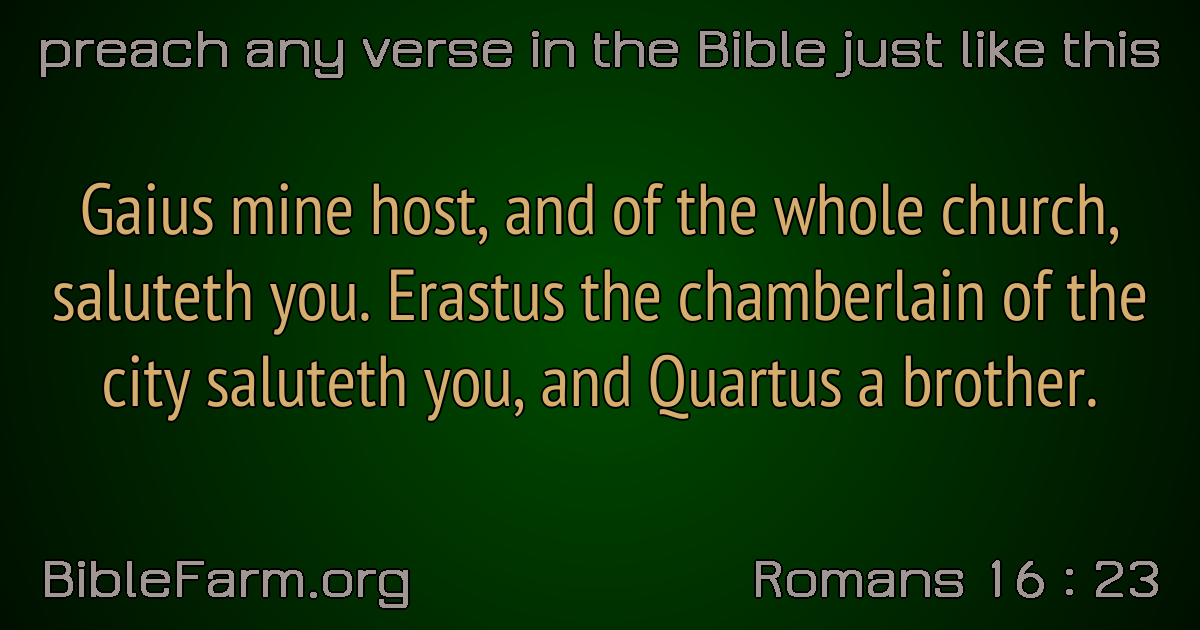 preach any verse in the Bible just like this
Gaius mine host, and of the whole church,
saluteth you. Erastus the chamberlain of the
city saluteth you, and Quartus a brother.
BibleFarm.org
Romans 16 : 23